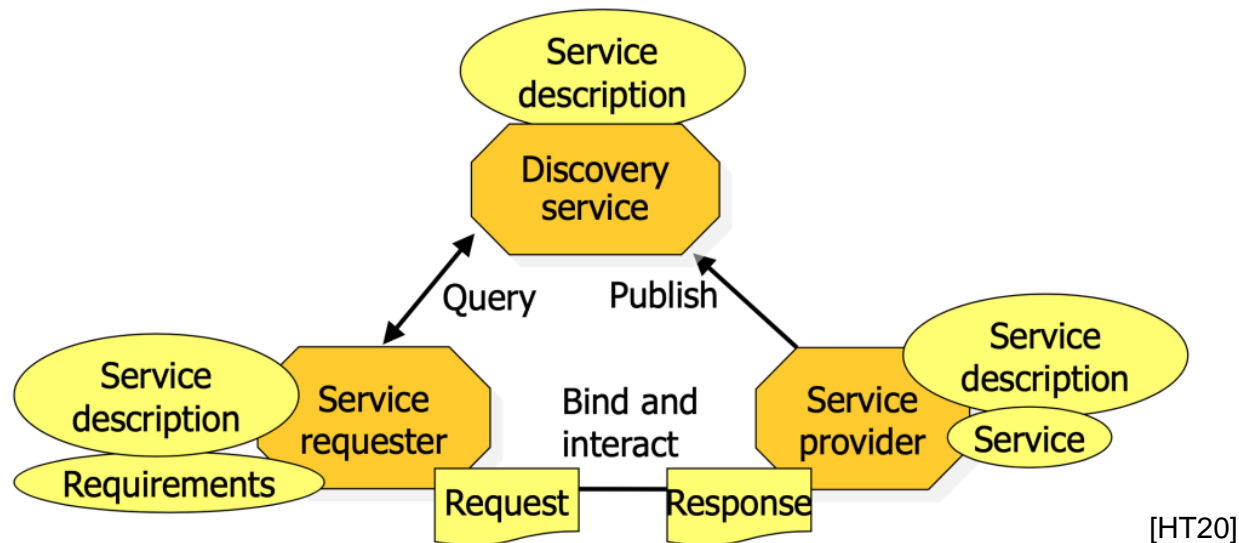 Service
description
Discovery
service
Query
Publish
Service
description
Requirements
Service
requester
Bind and
interact
Service
provider
Service
description
Service
Request
Response
[HT20]